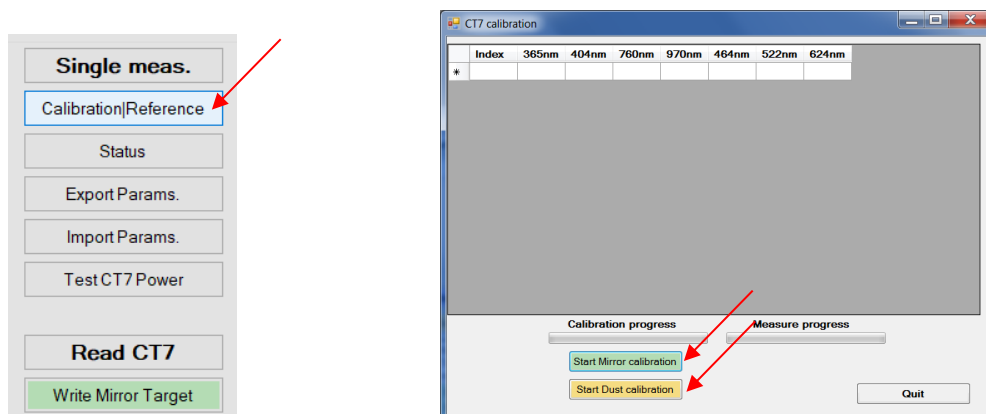 Single meas.
Calibration|Reference
Status
Export Params.
Import Params.
Test CT7 Power
Read CT7
Write Mirror Target
CT7 calibration
Index 365nm 404nm 760nm 970nm 464nm 522nm 624nm
*
Calibration progress Measure progress
Start Mirror calibration
Start Dust calibration
Quit